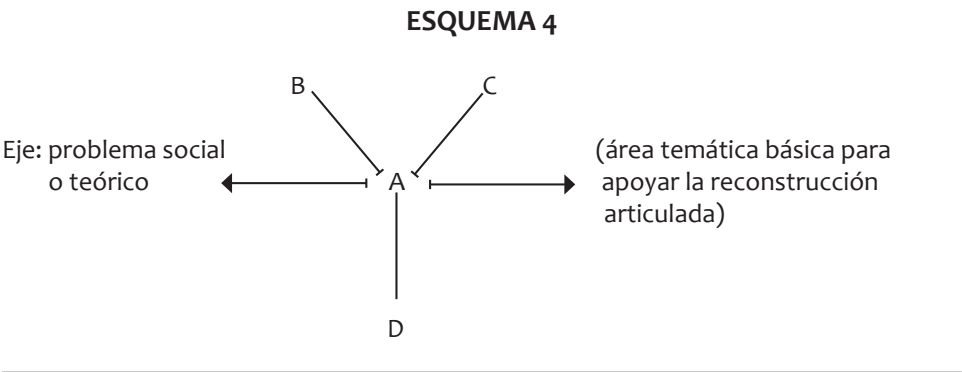 ESQUEMA 4
B
C
Eje: problema social
o teórico
A
(área temática básica para
apoyar la reconstrucción
articulada)
D